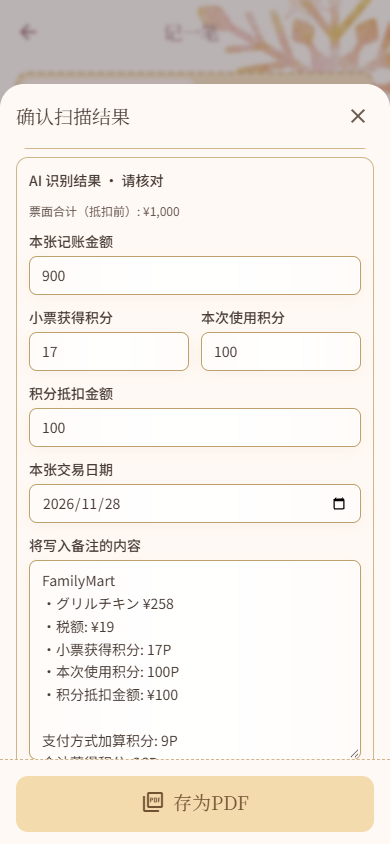 记一笔
确认扫描结果
AI 识别结果 · 请核对
票面合计（抵扣前）: ¥1,000
本张记账金额
900
小票获得积分
本次使用积分
17
100
积分抵扣金额
100
本张交易日期
2026/11/28
将写入备注的内容
FamilyMart
・グリルチキン ¥258
・税额: ¥19
・小票获得积分: 17P
・本次使用积分: 100P
・积分抵扣金额: ¥100
支付方式加算积分: 9P
PDF
存为PDF